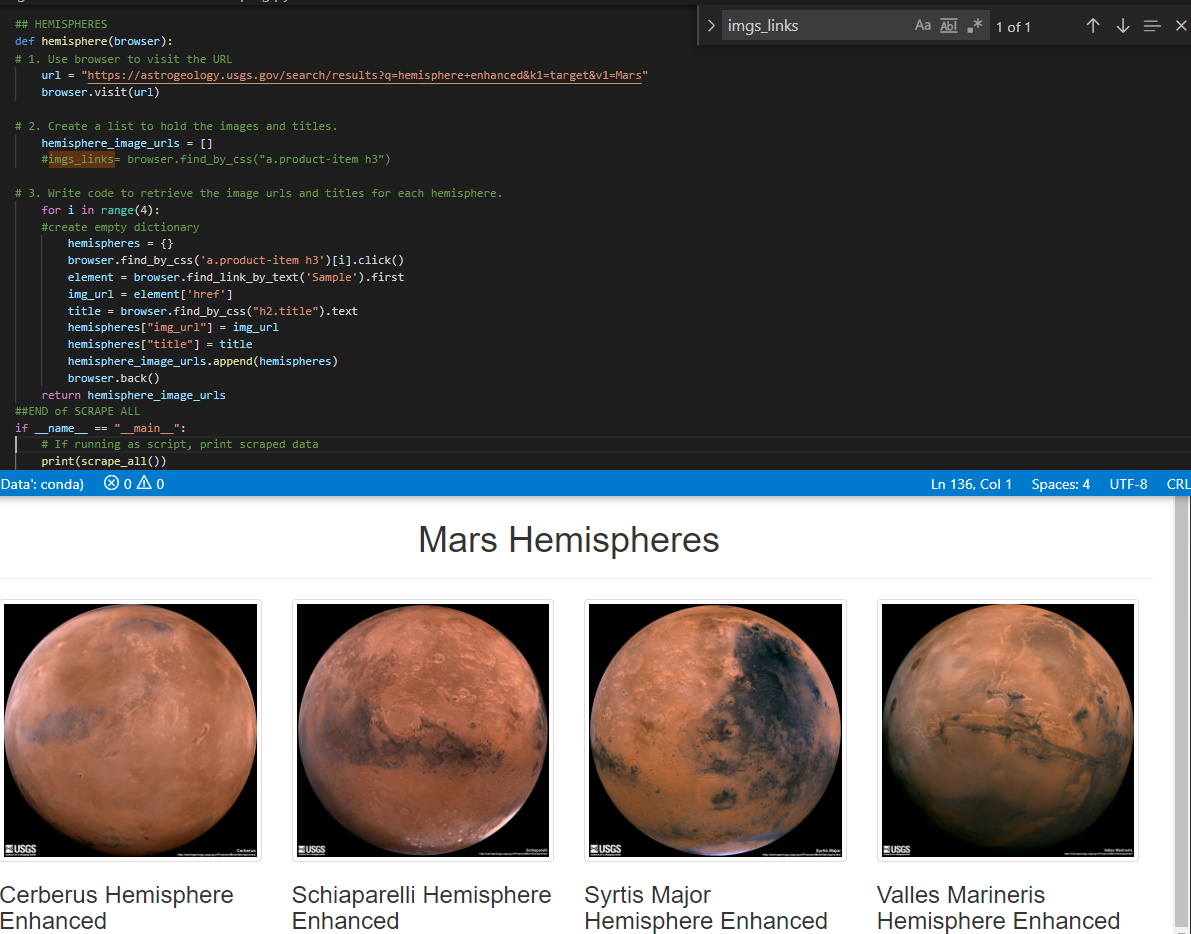 ## HEMISPHERES
def hemisphere(browser):
# 1. Use browser to visit the URL
url = "https://astrogeology.usgs.gov/search/results?q=hemisphere+enhanced&k1=target&v1=Mars"
browser.visit(url)
# 2. Create a list to hold the images and titles.
hemisphere_image_urls = []
#imgs_links= browser.find_by_css("a.product-item h3")
# 3. Write code to retrieve the image urls and titles for each hemisphere.
for i in range(4):
#create empty dictionary
hemispheres = {}
browser.find_by_css('a.product-item h3')[i].click()
element = browser.find_link_by_text('Sample').first
img_url = element['href']
title = browser.find_by_css("h2.title").text
hemispheres["img_url"] = img_url
hemispheres["title"] = title
hemisphere_image_urls.append(hemispheres)
browser.back()
return hemisphere_image_urls
##END of SCRAPE ALL
if __name__ == "__main__":
# If running as script, print scraped data
print(scrape_all())
imgs_links Aa Abl .* 1 of 1
Data': conda) 0 0 Ln 136, Col 1 Spaces: 4 UTF-8 CRL
Mars Hemispheres
USGS Cerberus
USGS Schiaparelli
USGS Syrtis Major
USGS Valles Marineris
Cerberus Hemisphere
Enhanced
Schiaparelli Hemisphere
Enhanced
Syrtis Major
Hemisphere Enhanced
Valles Marineris
Hemisphere Enhanced